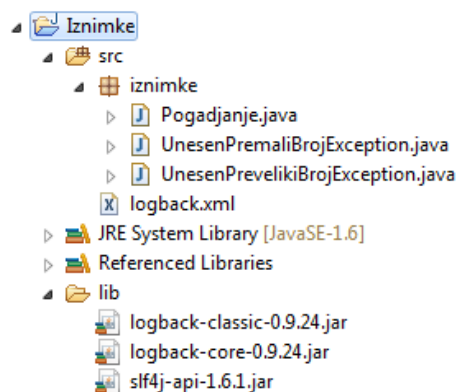 Iznimke
src
iznimke
Pogadjanje.java
UnesenPremaliBrojException.java
UnesenPrevelikiBrojException.java
logback.xml
JRE System Library [JavaSE-1.6]
Referenced Libraries
lib
logback-classic-0.9.24.jar
logback-core-0.9.24.jar
slf4j-api-1.6.1.jar